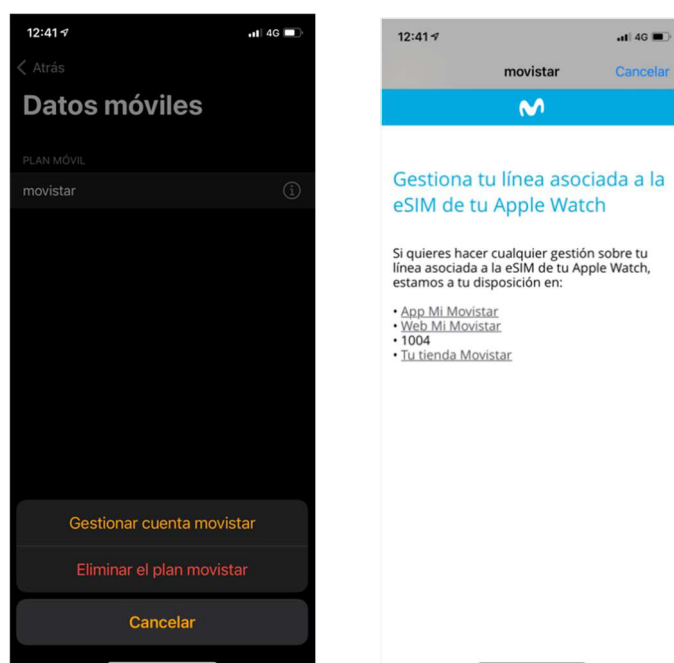 12:41
4G
Atrás
Datos móviles
PLAN MÓVIL
movistar
Gestionar cuenta movistar
Eliminar el plan movistar
Cancelar
12:41
4G
movistar
Cancelar
Gestiona tu línea asociada a la
eSIM de tu Apple Watch
Si quieres hacer cualquier gestión sobre tu
línea asociada a la eSIM de tu Apple Watch,
estamos a tu disposición en:
• App Mi Movistar
• Web Mi Movistar
• 1004
• Tu tienda Movistar